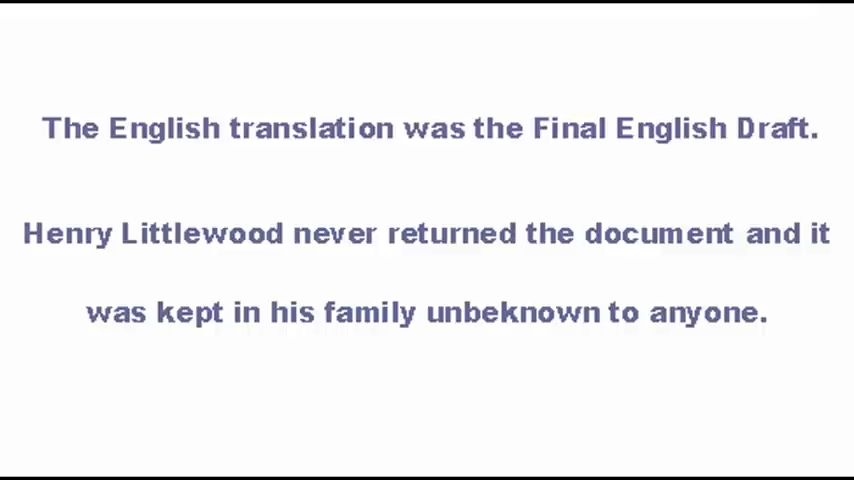 The English translation was the Final English Draft.
Henry Littlewood never returned the document and it
was kept in his family unbeknown to anyone.